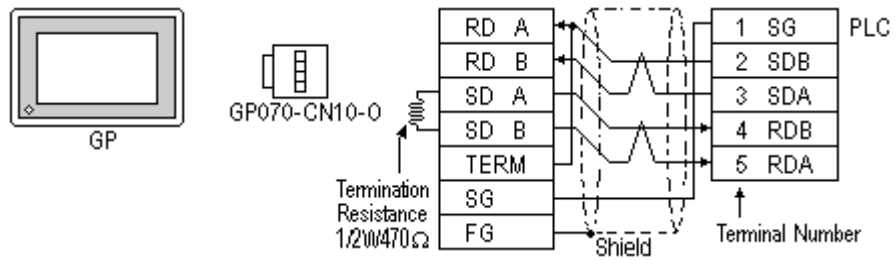 GP
GP070-CN10-0
Termination
Resistance
1/2W470Ω
RD A
RD B
SD A
SD B
TERM
SG
FG
Shield
1 SG
2 SDB
3 SDA
4 RDB
5 RDA
PLC
Terminal Number